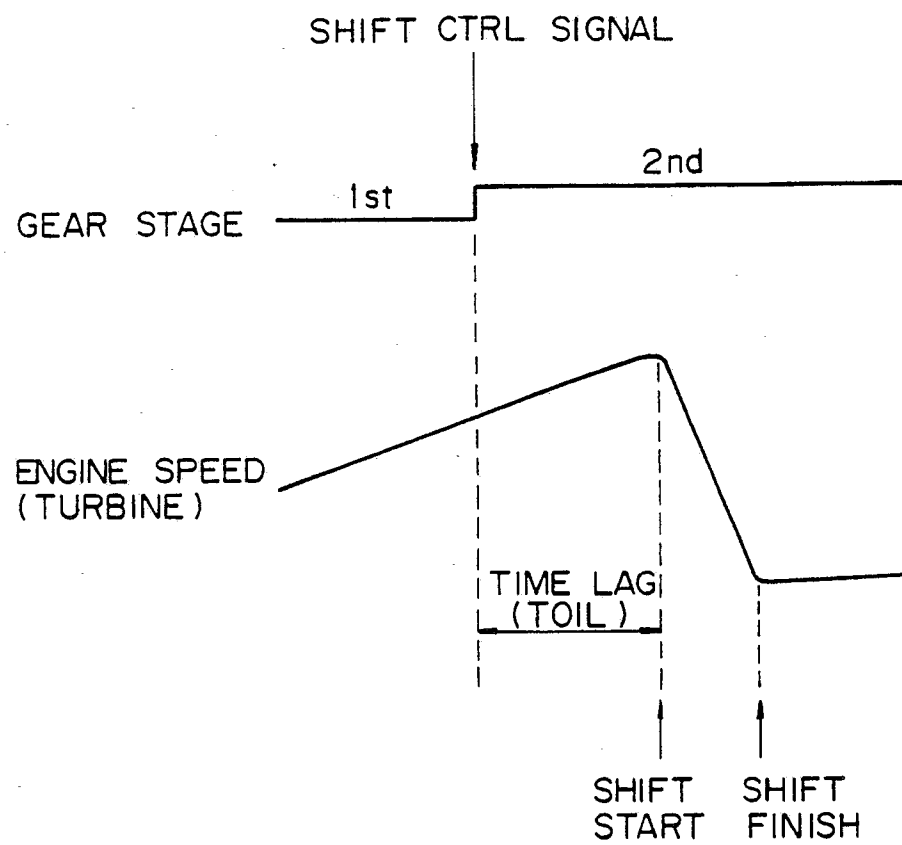 SHIFT CTRL SIGNAL
1st
2nd
GEAR STAGE
ENGINE SPEED
(TURBINE)
TIME LAG
(TOIL)
SHIFT
START
SHIFT
FINISH